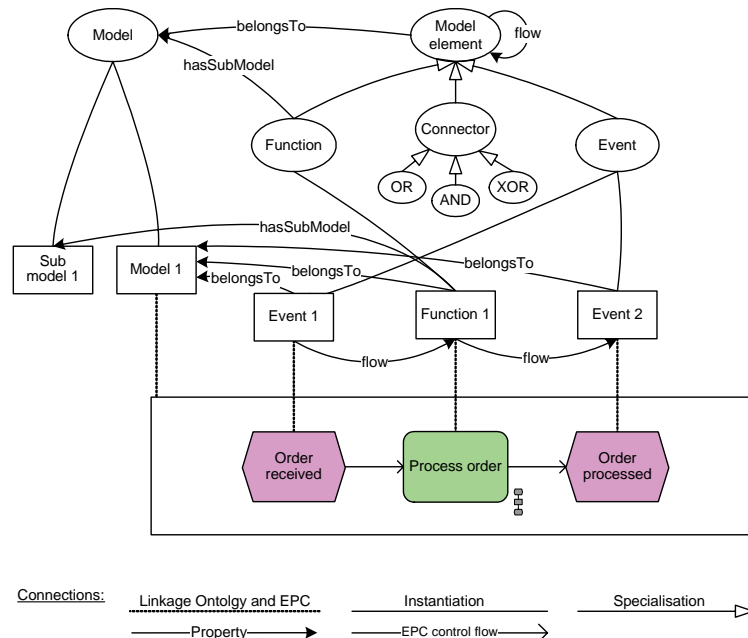 Model
belongsTo
Model
element
flow
hasSubModel
Function
Connector
Event
OR
AND
XOR
hasSubModel
Sub
model 1
Model 1
belongsTo
belongsTo
belongsTo
Event 1
Function 1
Event 2
flow
flow
Order
received
Process order
Order
processed
Connections:
Linkage Ontolgy and EPC
Instantiation
Specialisation
Property
EPC control flow